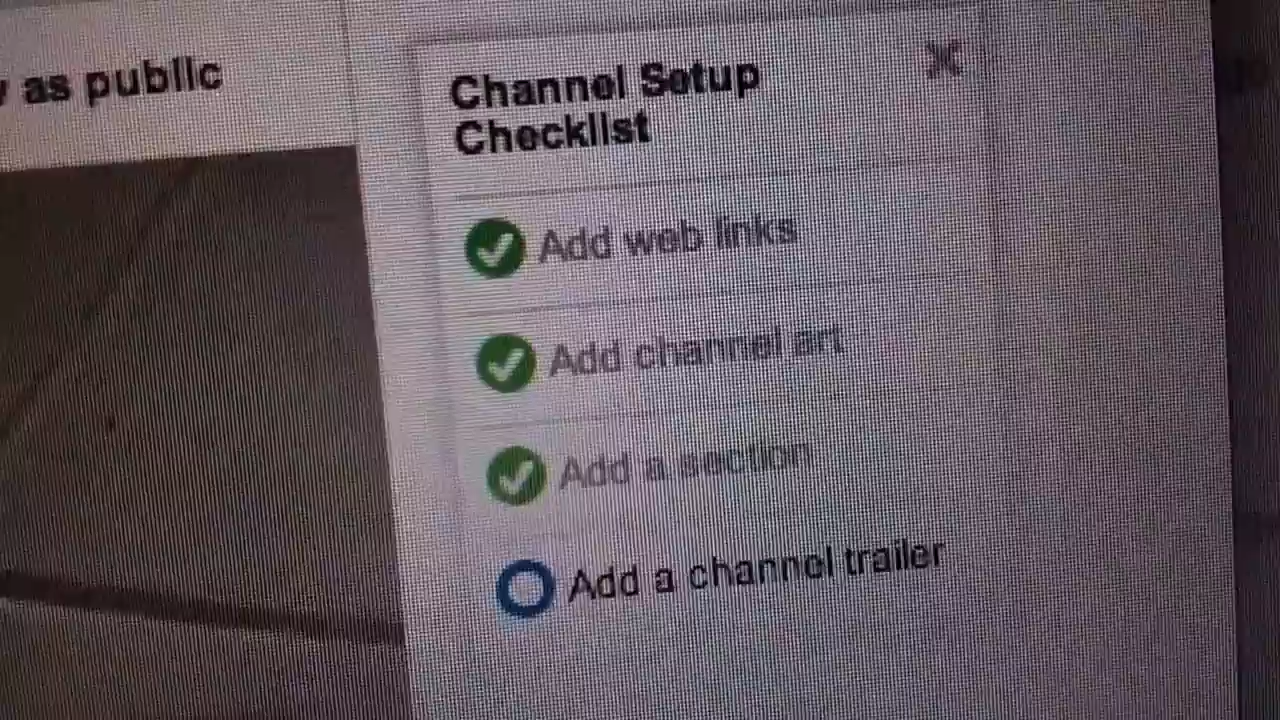 as public
Channel Setup
Checklist
Add web links
Add channel art
Add a section
Add a channel trailer